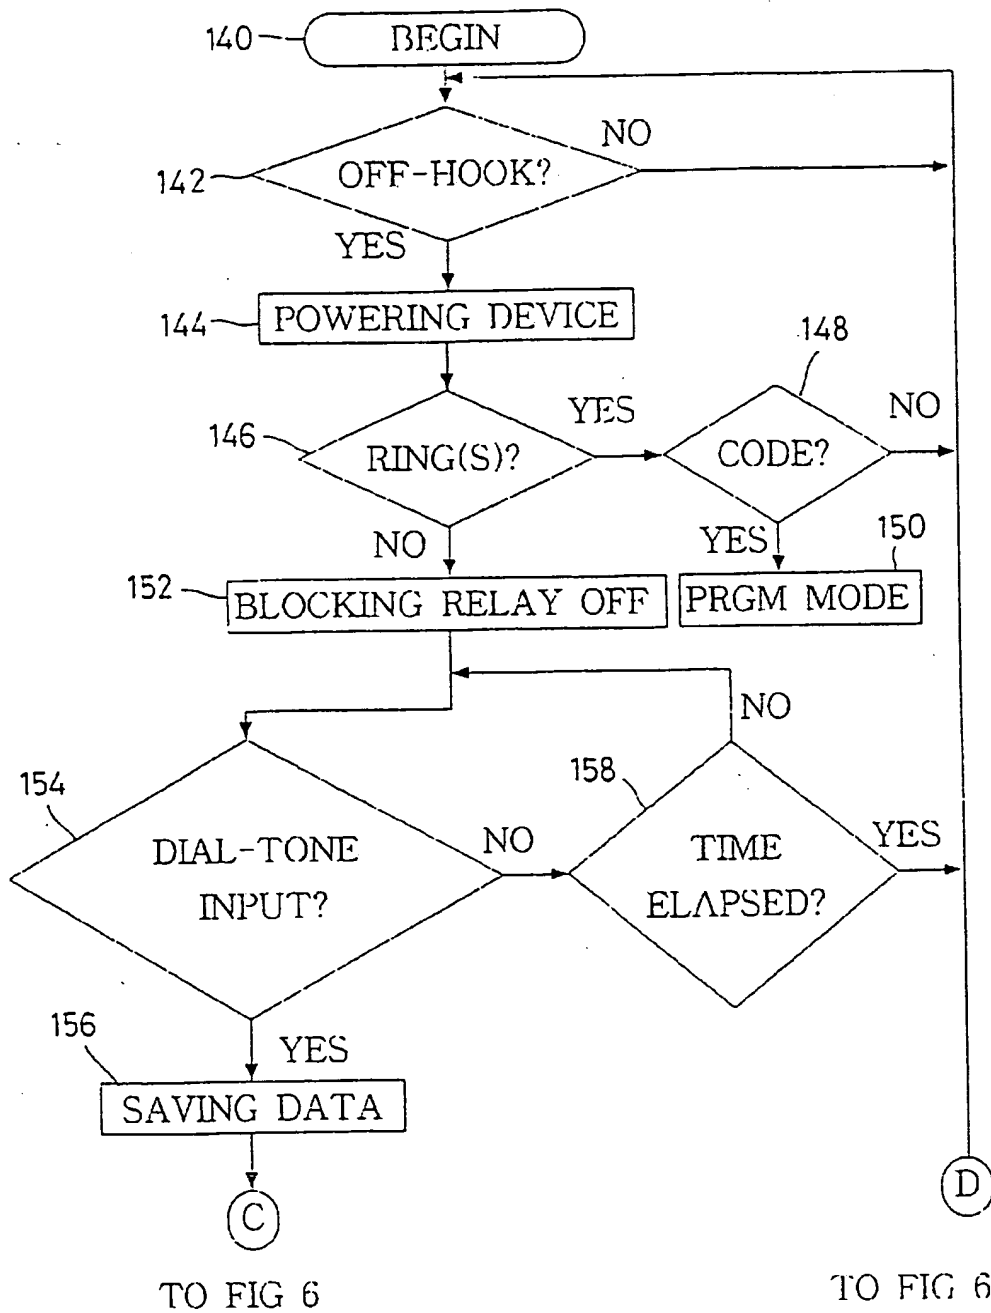 140
BEGIN
NO
142
OFF-HOOK?
YES
144
POWERING DEVICE
148
YES
NO
146
RING(S)?
CODE?
NO
YES
150
152
BLOCKING RELAY OFF
PRGM MODE
NO
154
158
DIAL-TONE
INPUT?
NO
TIME
ELAPSED?
YES
156
YES
SAVING DATA
C
D
TO FIG 6
TO FIG 6